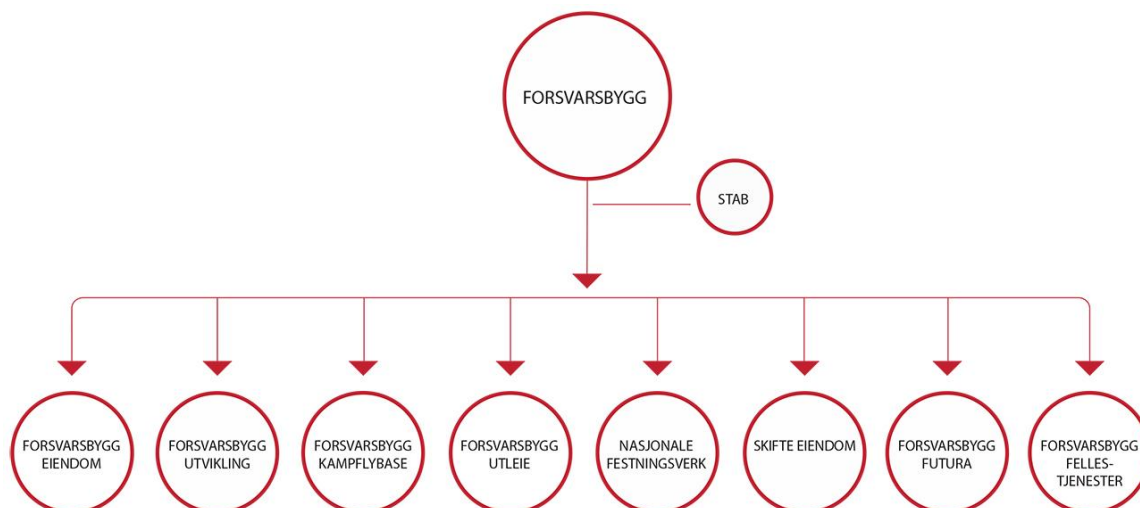 FORSVARSBYGG
STAB
FORSVARSBYGG
EIENDOM
FORSVARSBYGG
UTVIKLING
FORSVARSBYGG
KAMPFLYBASE
FORSVARSBYGG
UTLEIE
NASJONALE
FESTNINGSVERK
SKIFTE EIENDOM
FORSVARSBYGG
FUTURA
FORSVARSBYGG
FELLES-
TJENESTER